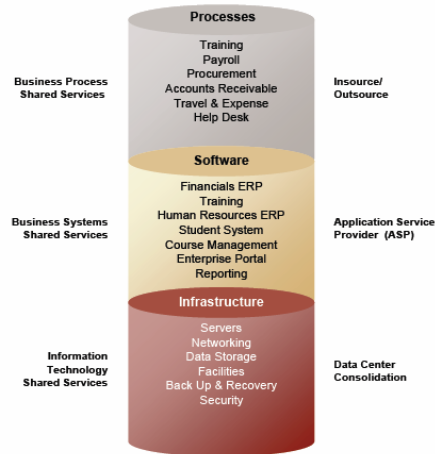 Processes
Training
Payroll
Procurement
Accounts Receivable
Travel & Expense
Help Desk
Business Process
Shared Services
Insource/
Outsource
Software
Financials ERP
Training
Human Resources ERP
Student System
Course Management
Enterprise Portal
Reporting
Business Systems
Shared Services
Application Service
Provider (ASP)
Infrastructure
Servers
Networking
Data Storage
Facilities
Back Up & Recovery
Security
Information
Technology
Shared Services
Data Center
Consolidation